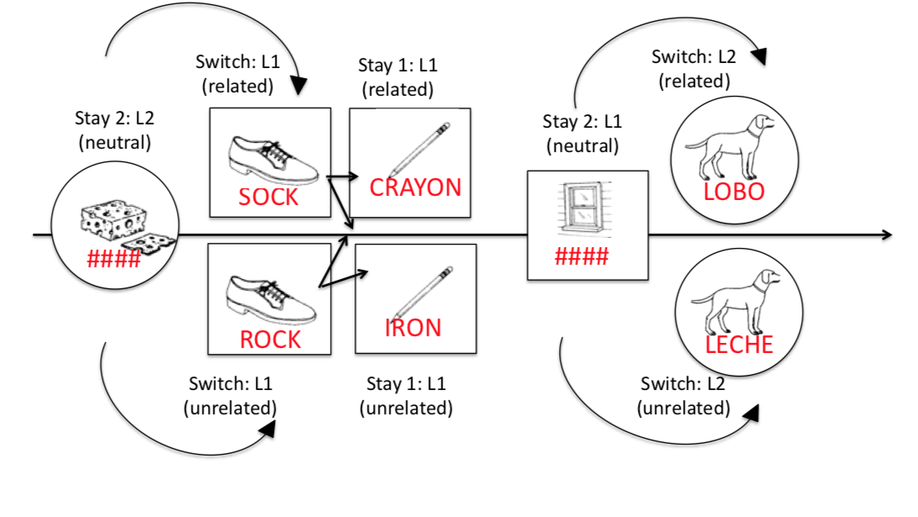 Switch: L1
(related)
Stay 1: L1
(related)
Switch: L2
(related)
Stay 2: L2
(neutral)
Stay 2: L1
(neutral)
SOCK
CRAYON
LOBO
####
####
ROCK
IRON
LECHE
Switch: L1
(unrelated)
Stay 1: L1
(unrelated)
Switch: L2
(unrelated)